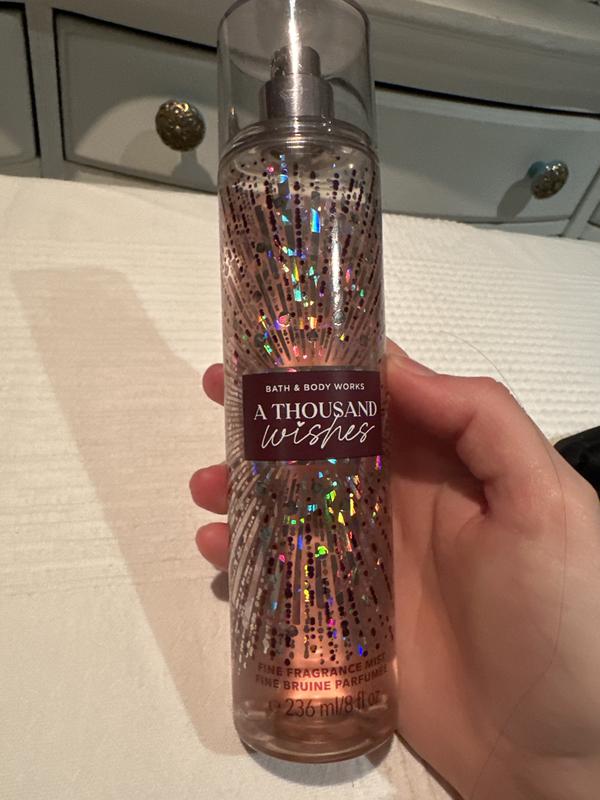 BATH & BODY WORKS
A THOUSAND
wishes
FINE FRAGRANCE MIST
FINE BRUINE PARFUMÉE
℮ 236 ml/8 fl oz